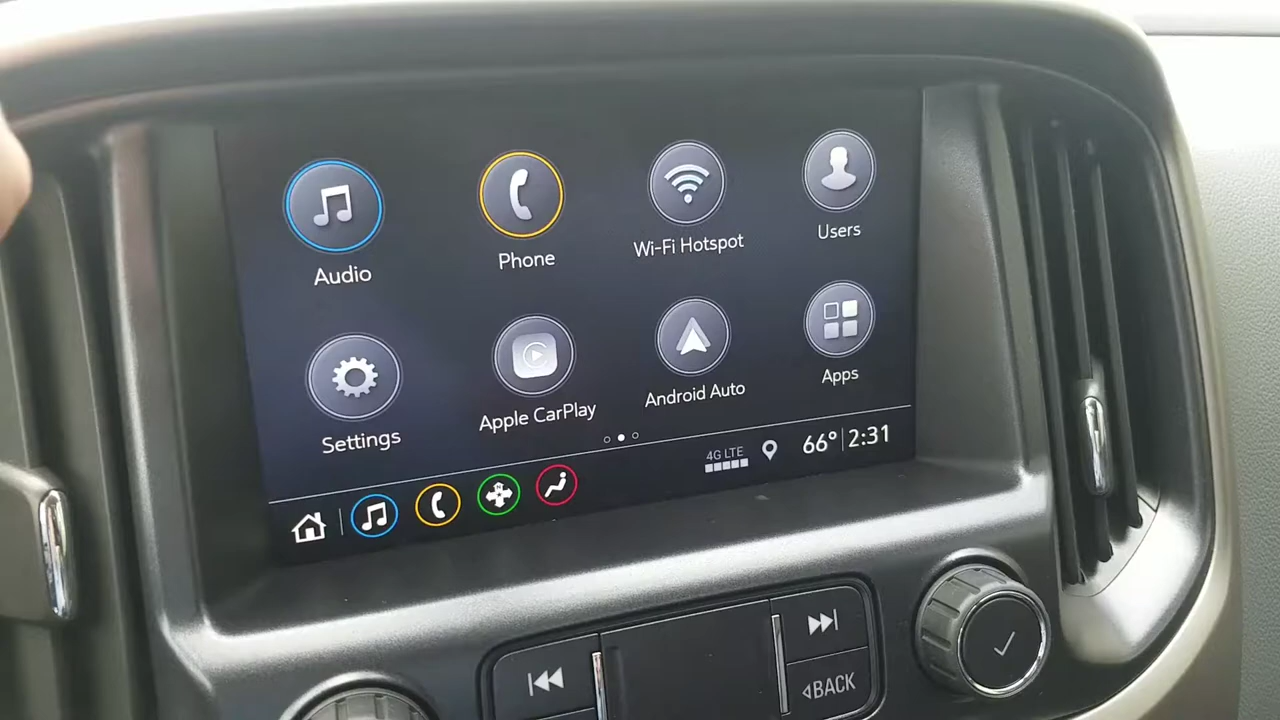 Audio
Phone
Wi-Fi Hotspot
Users
Settings
Apple CarPlay
Android Auto
Apps
4G LTE
66° 2:31
BACK